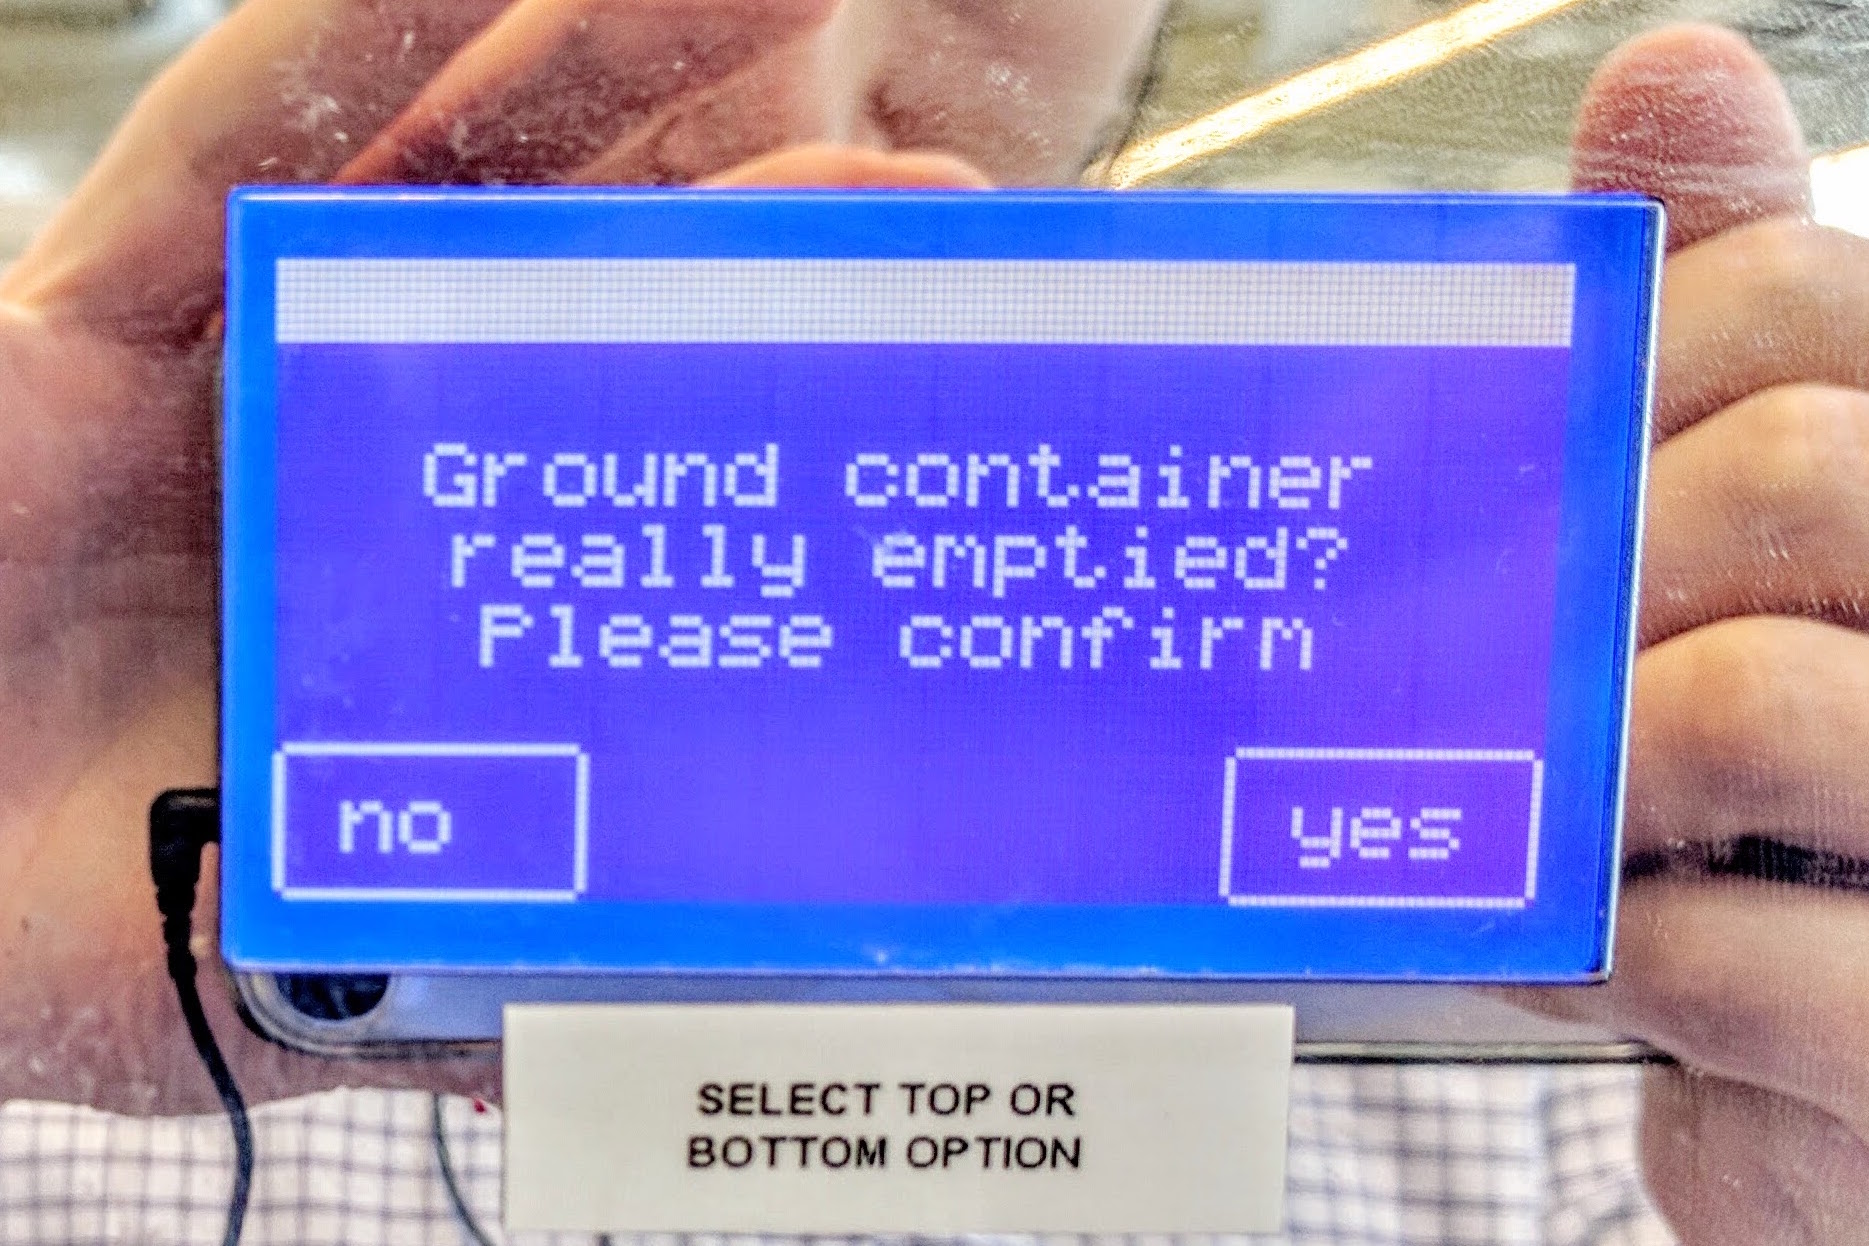 Ground container
really emptied?
Please confirm
no
yes
SELECT TOP OR
BOTTOM OPTION